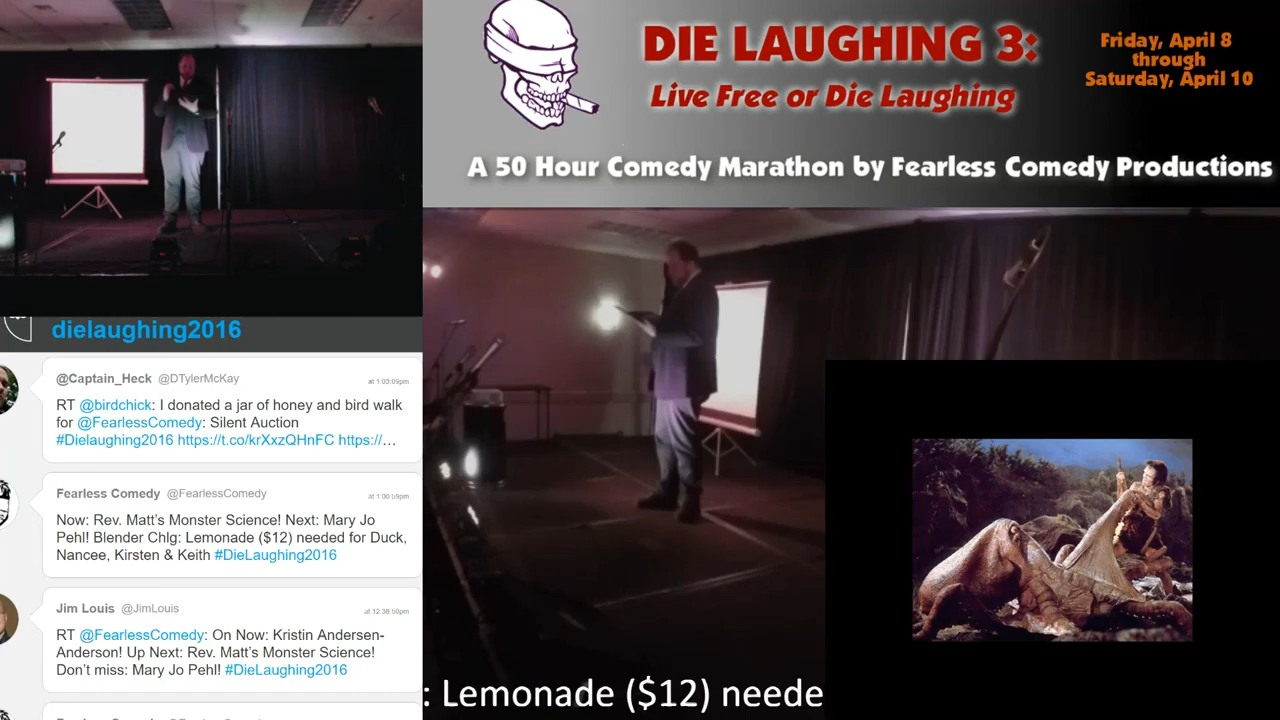 DIE LAUGHING 3:
Live Free or Die Laughing
Friday, April 8
through
Saturday, April 10
A 50 Hour Comedy Marathon by Fearless Comedy Productions
dielaughing2016
@Captain_Heck @DTylerMcKay at 1:03:09pm
RT @birdchick: I donated a jar of honey and bird walk
for @FearlessComedy: Silent Auction
#Dielaughing2016 https://t.co/krXxzQHnFC https://…
Fearless Comedy @FearlessComedy
Now: Rev. Matt's Monster Science! Next: Mary Jo
Pehl! Blender Chlg: Lemonade ($12) needed for Duck,
Nancee, Kirsten & Keith #DieLaughing2016
Jim Louis @JimLouis
RT @FearlessComedy: On Now: Kristin Andersen-
Anderson! Up Next: Rev. Matt's Monster Science!
Don't miss: Mary Jo Pehl! #DieLaughing2016
: Lemonade ($12) neede